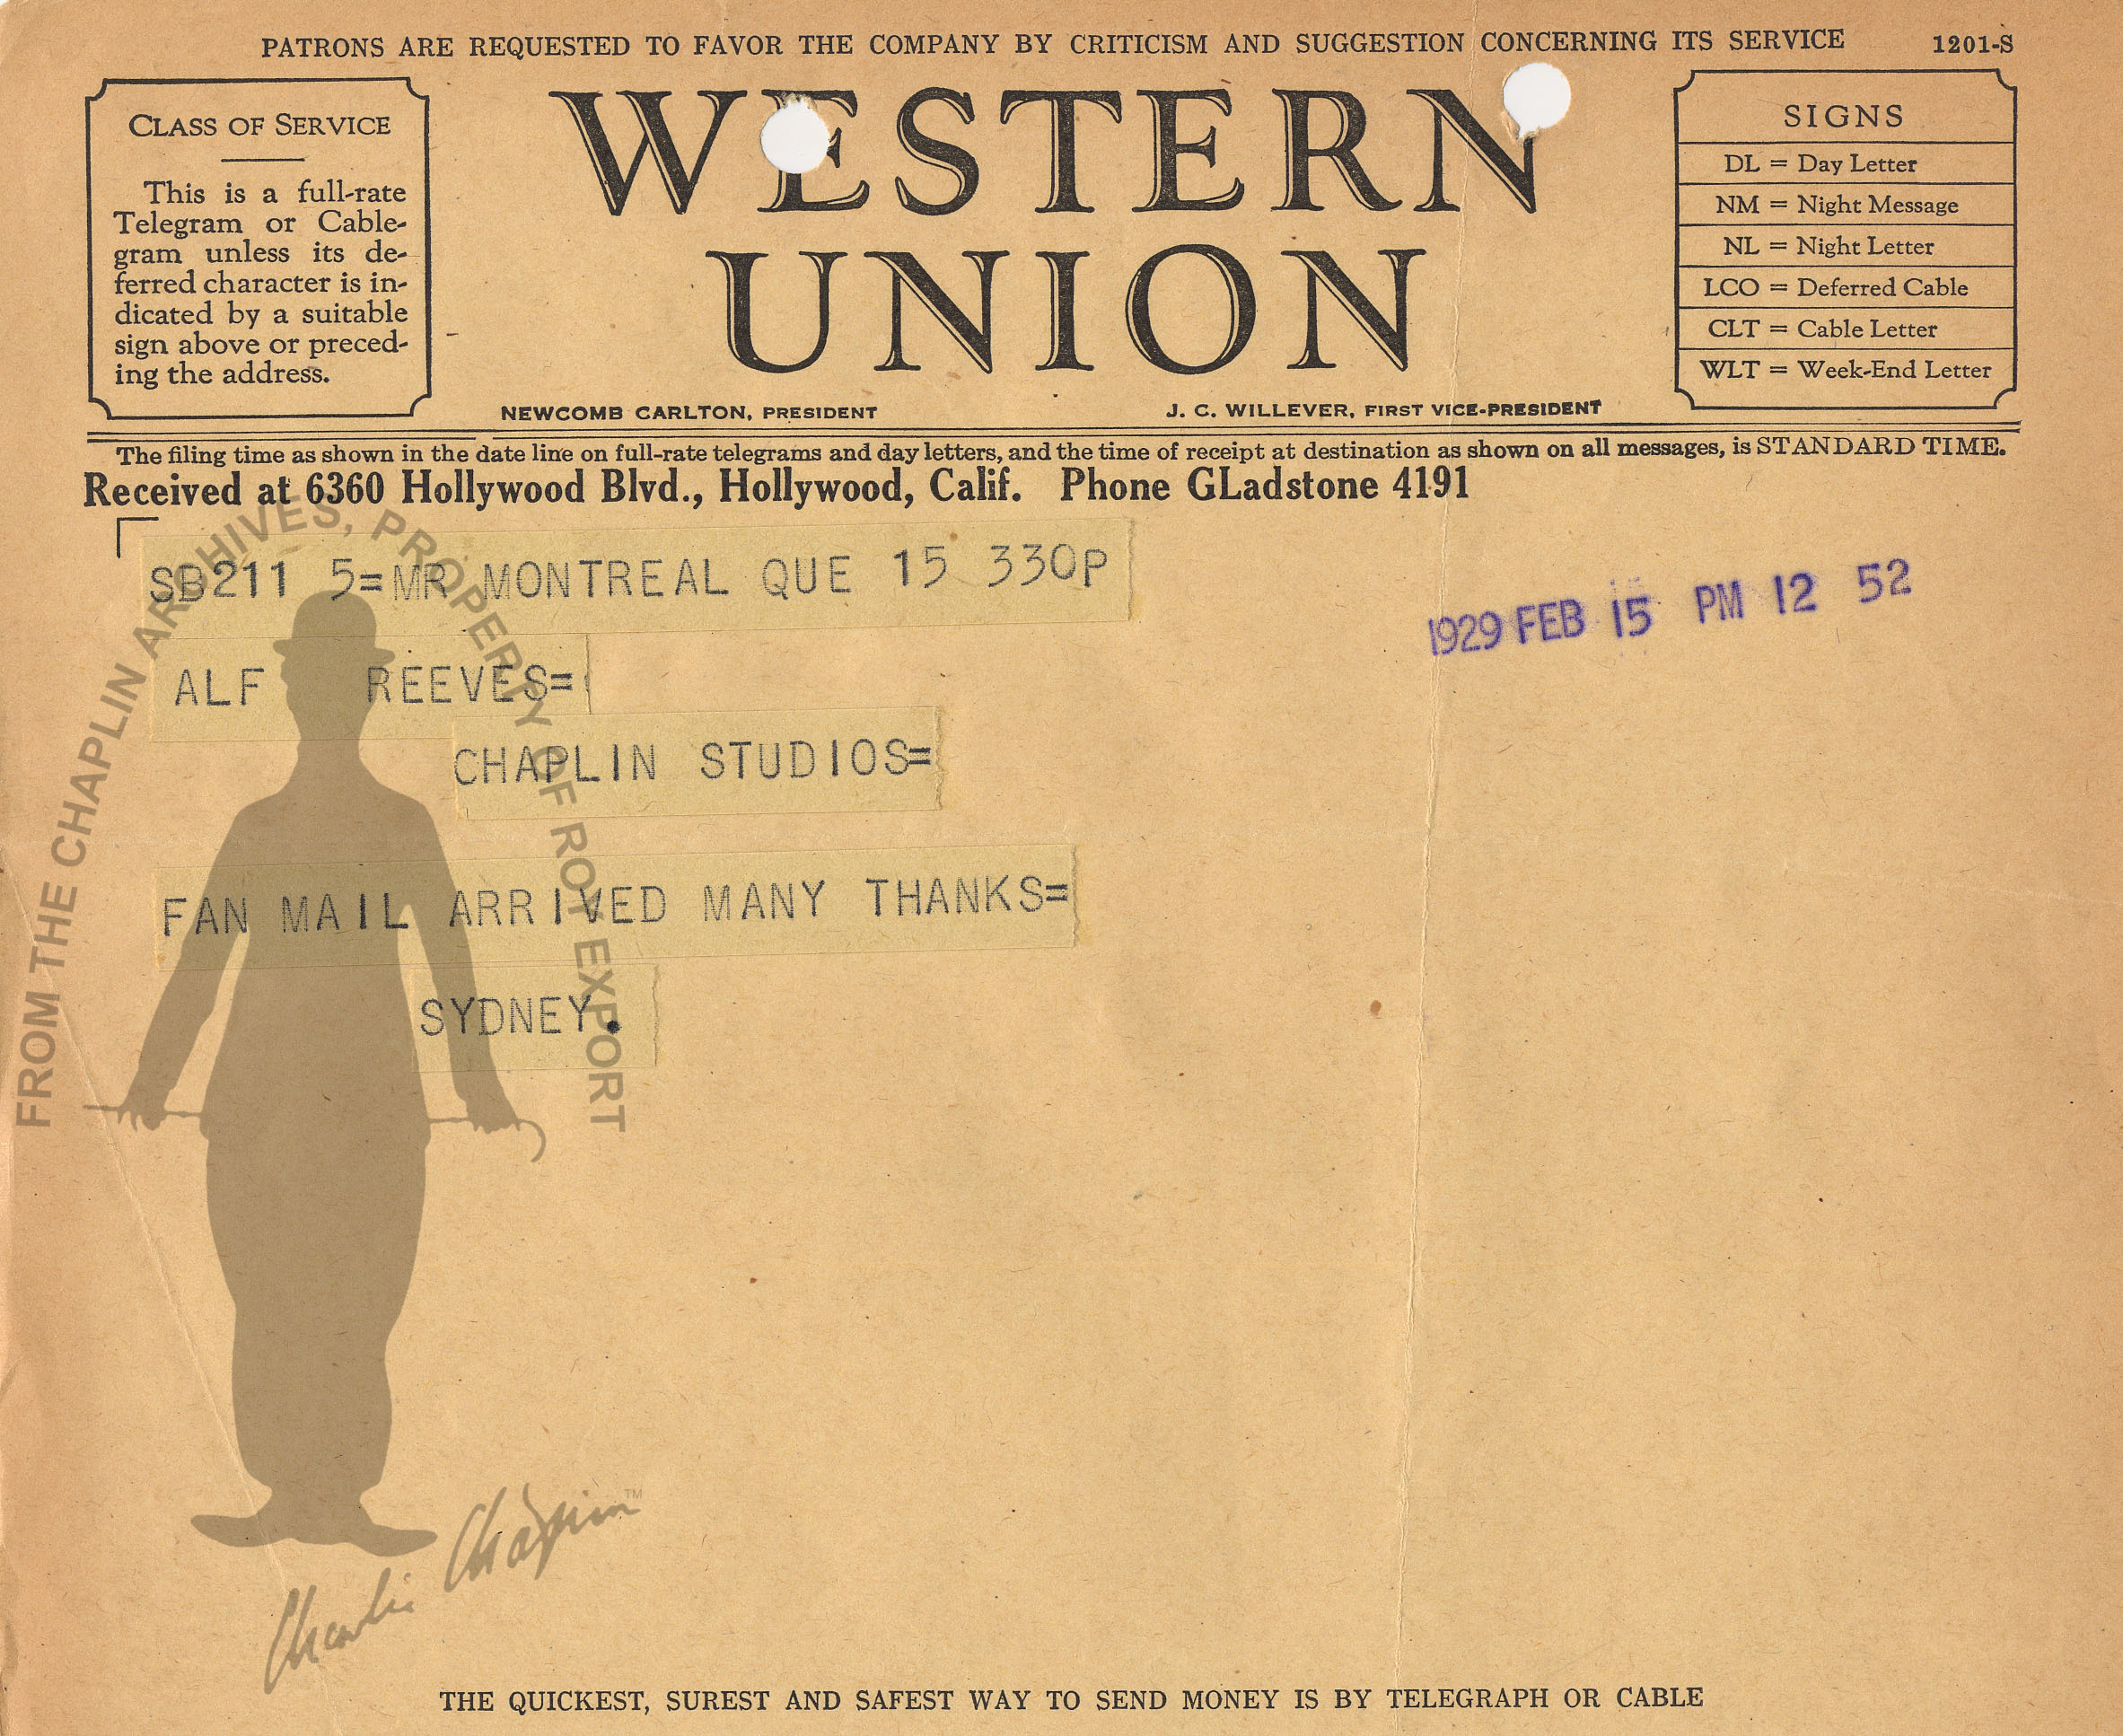 PATRONS ARE REQUESTED TO FAVOR THE COMPANY BY CRITICISM AND SUGGESTION CONCERNING ITS SERVICE
1201-S
CLASS OF SERVICE
This is a full-rate
Telegram or Cable-
gram unless its de-
ferred character is in-
dicated by a suitable
sign above or preced-
ing the address.
WESTERN
UNION
NEWCOMB CARLTON, PRESIDENT
J. C. WILLEVER, FIRST VICE-PRESIDENT
SIGNS
DL = Day Letter
NM = Night Message
NL = Night Letter
LCO = Deferred Cable
CLT = Cable Letter
WLT = Week-End Letter
The filing time as shown in the date line on full-rate telegrams and day letters, and the time of receipt at destination as shown on all messages, is STANDARD TIME.
Received at 6360 Hollywood Blvd., Hollywood, Calif. Phone GLadstone 4191
SB211 5=MR MONTREAL QUE 15 330P
1929 FEB 15 PM 12 52
ALF REEVES=
CHAPLIN STUDIOS=
FAN MAIL ARRIVED MANY THANKS=
SYDNEY.
FROM THE CHAPLIN ARCHIVES, PROPERTY OF ROY EXPORT
Charlie Chaplin™
THE QUICKEST, SUREST AND SAFEST WAY TO SEND MONEY IS BY TELEGRAPH OR CABLE